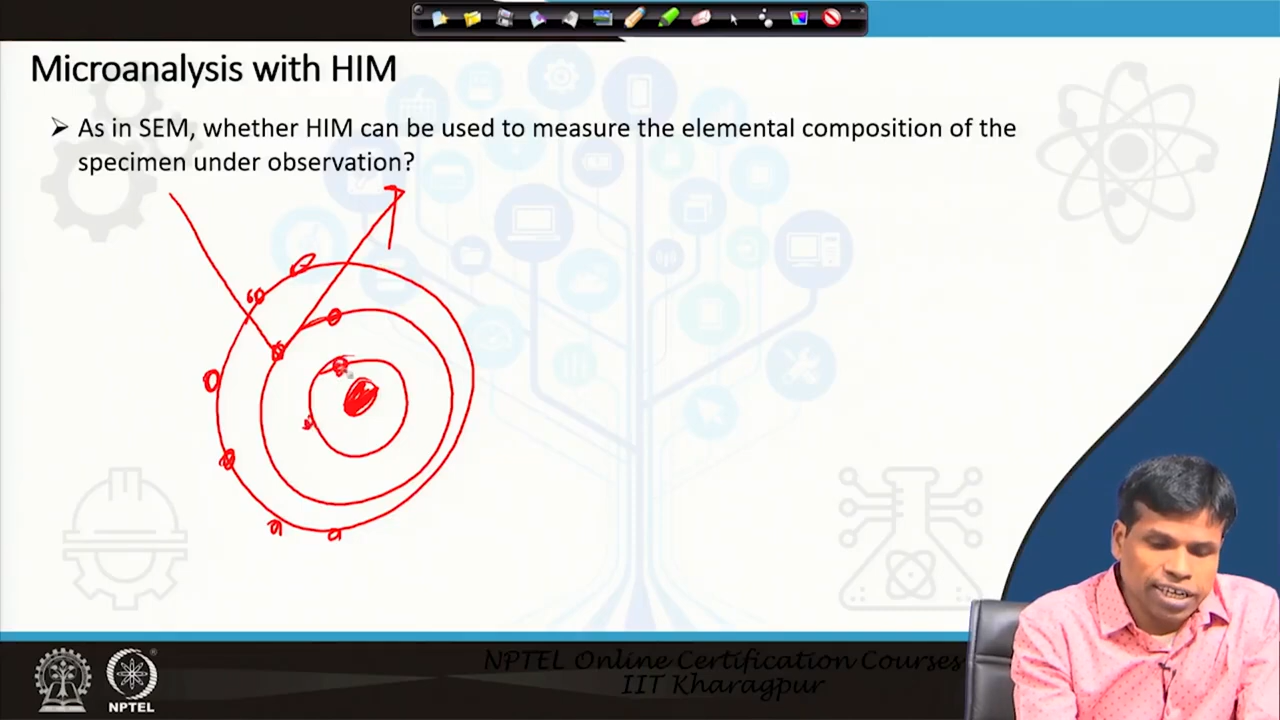 Microanalysis with HIM
➢ As in SEM, whether HIM can be used to measure the elemental composition of the
specimen under observation?
NPTEL Online Certification Courses
IIT Kharagpur
NPTEL